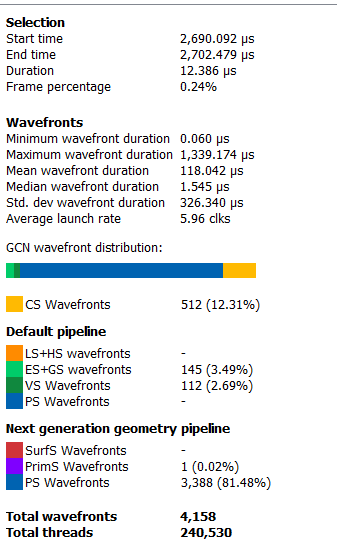 Selection
Start time 2,690.092 µs
End time 2,702.479 µs
Duration 12.386 µs
Frame percentage 0.24%
Wavefronts
Minimum wavefront duration 0.060 µs
Maximum wavefront duration 1,339.174 µs
Mean wavefront duration 118.042 µs
Median wavefront duration 1.545 µs
Std. dev wavefront duration 326.340 µs
Average launch rate 5.96 clks
GCN wavefront distribution:
CS Wavefronts 512 (12.31%)
Default pipeline
LS+HS wavefronts -
ES+GS wavefronts 145 (3.49%)
VS Wavefronts 112 (2.69%)
PS Wavefronts -
Next generation geometry pipeline
SurfS Wavefronts -
PrimS Wavefronts 1 (0.02%)
PS Wavefronts 3,388 (81.48%)
Total wavefronts 4,158
Total threads 240,530